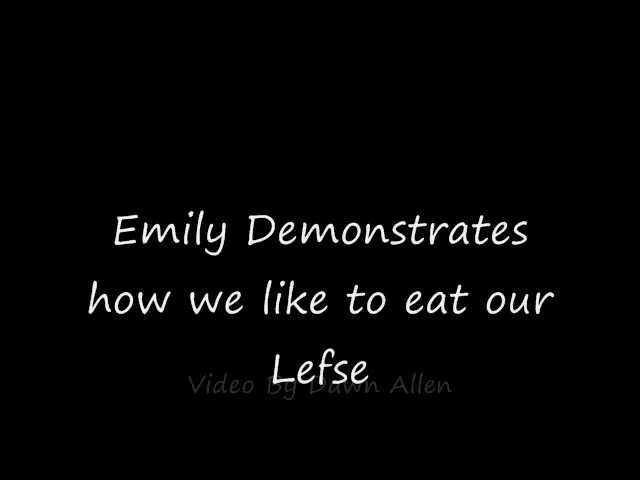 Emily Demonstrates
how we like to eat our
Lefse
Video By Dawn Allen